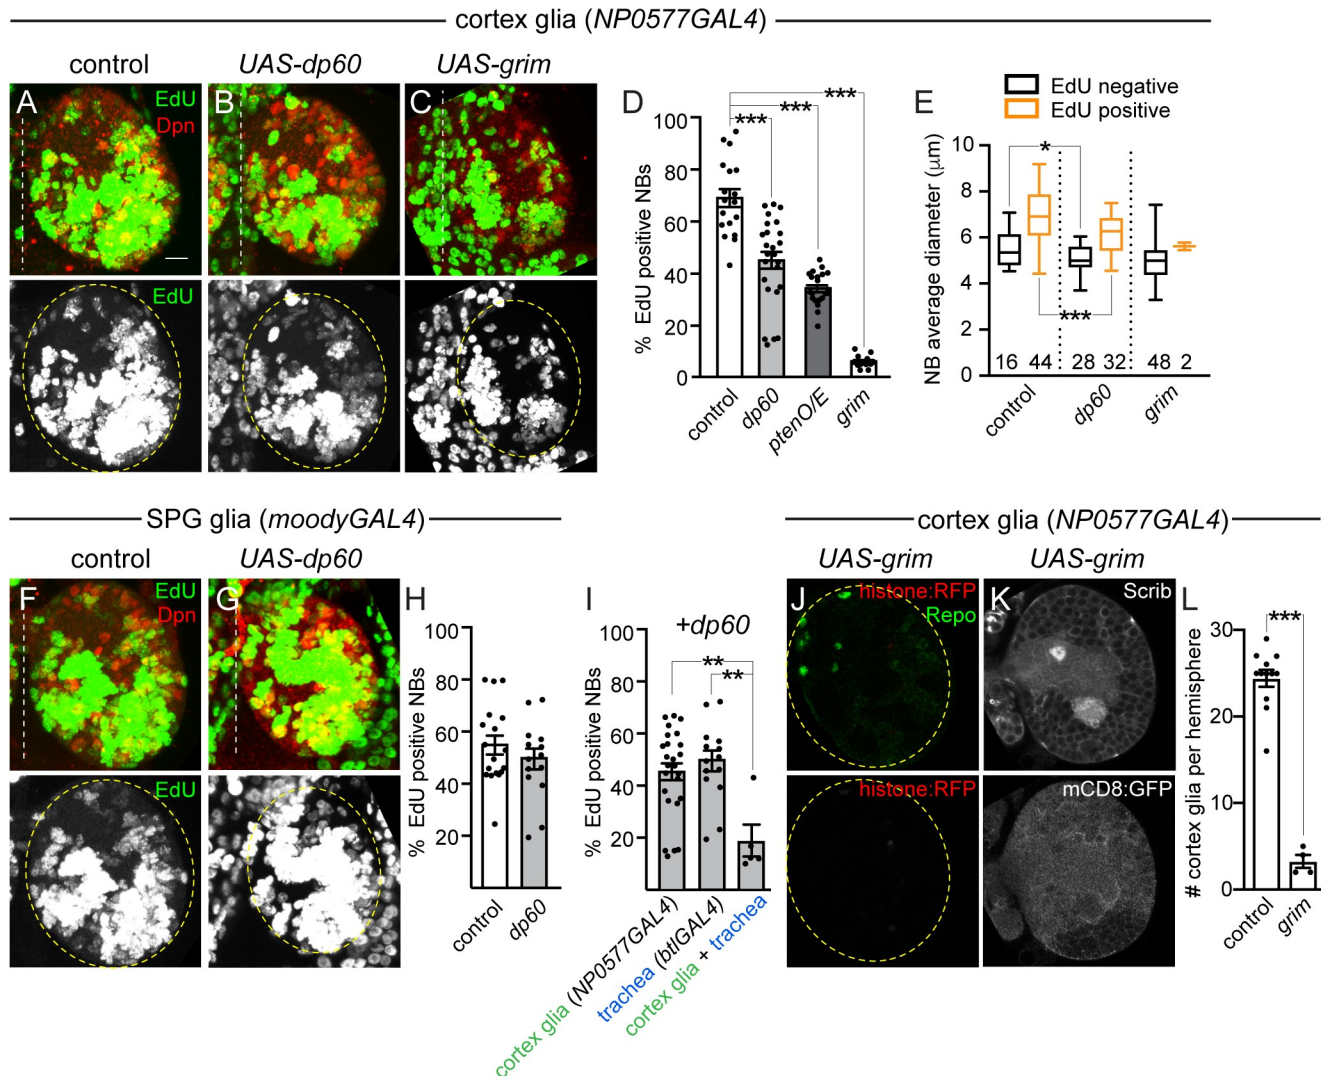 cortex glia (NP0577GAL4)
control
UAS-dp60
UAS-grim
A
EdU
Dpn
B
C
EdU
D
% EdU positive NBs
100
80
60
40
20
0
***
***
***
control
dp60
ptenO/E
grim
E
EdU negative
EdU positive
NB average diameter (μm)
10
8
6
4
2
0
*
***
16 44 28 32 48 2
control
dp60
grim
SPG glia (moodyGAL4)
control
UAS-dp60
F
EdU
Dpn
G
EdU
H
% EdU positive NBs
100
80
60
40
20
control
dp60
I
+dp60
% EdU positive NBs
100
80
60
40
20
**
**
cortex glia (NP0577GAL4)
trachea (btlGAL4)
cortex glia + trachea
cortex glia (NP0577GAL4)
UAS-grim
UAS-grim
J
histone:RFP
Repo
histone:RFP
K
Scrib
mCD8:GFP
L
# cortex glia per hemisphere
30
20
10
0
***
control
grim